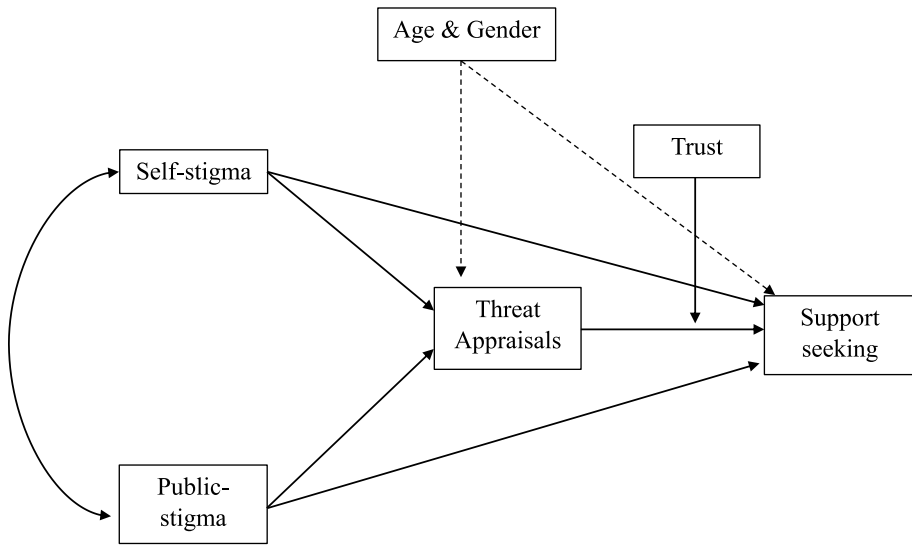 Age & Gender
Trust
Self-stigma
Threat
Appraisals
Support
seeking
Public-
stigma